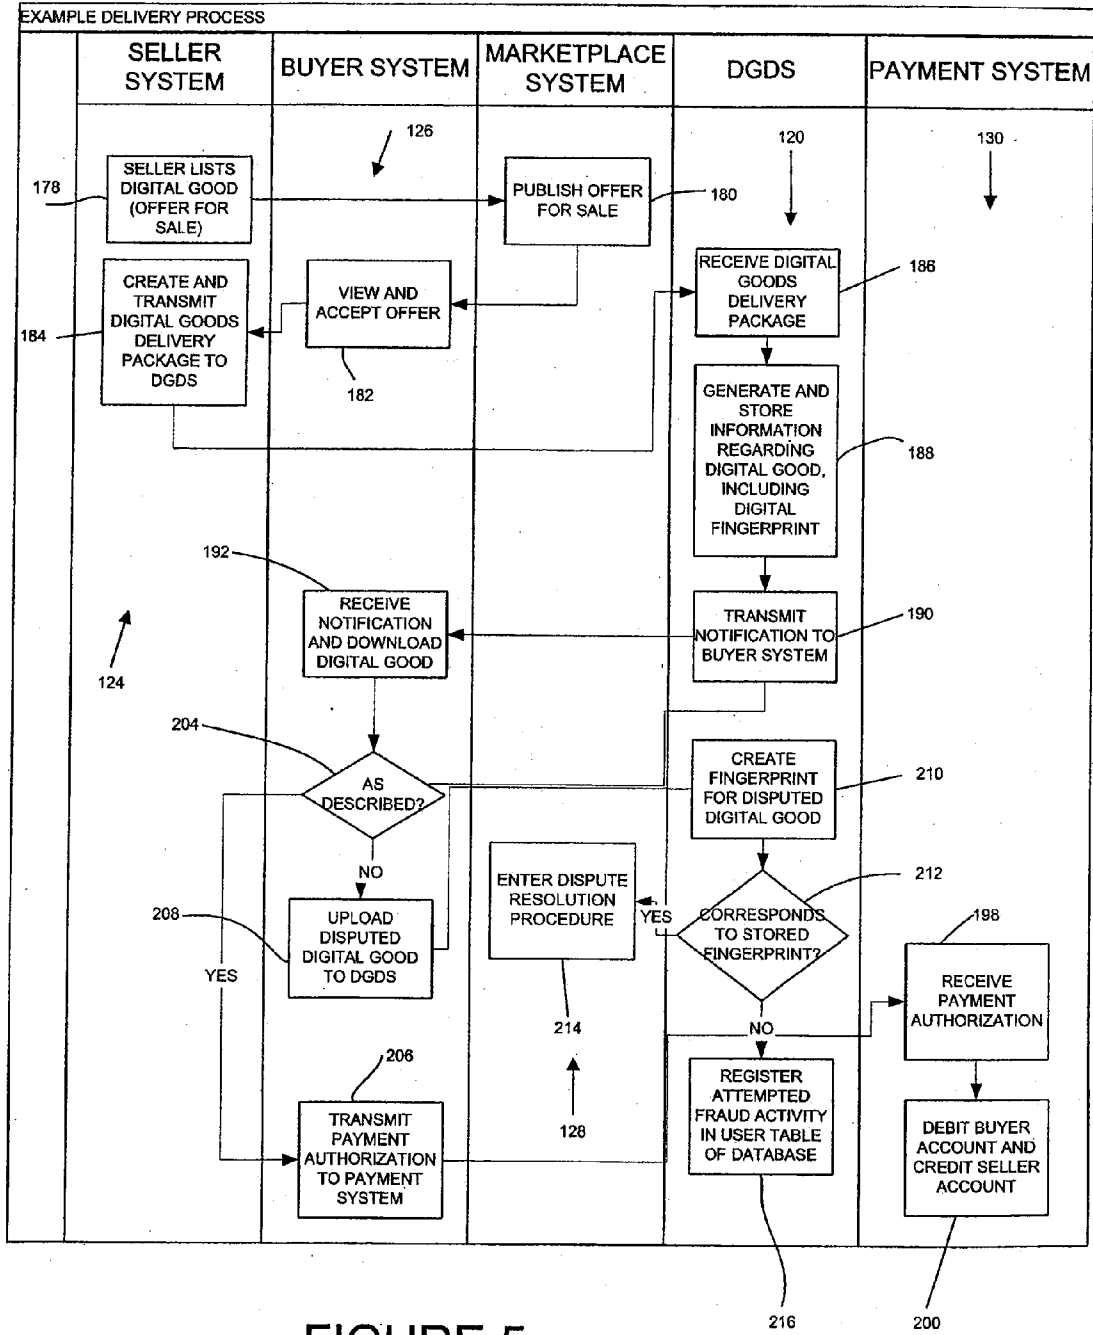 EXAMPLE DELIVERY PROCESS
SELLER
SYSTEM
BUYER SYSTEM
MARKETPLACE
SYSTEM
DGDS
PAYMENT SYSTEM
126
120
130
178
SELLER LISTS
DIGITAL GOOD
(OFFER FOR
SALE)
PUBLISH OFFER
FOR SALE
180
184
CREATE AND
TRANSMIT
DIGITAL GOODS
DELIVERY
PACKAGE TO
DGDS
VIEW AND
ACCEPT OFFER
182
RECEIVE DIGITAL
GOODS
DELIVERY
PACKAGE
186
GENERATE AND
STORE
INFORMATION
REGARDING
DIGITAL GOOD,
INCLUDING
DIGITAL
FINGERPRINT
188
192
RECEIVE
NOTIFICATION
AND DOWNLOAD
DIGITAL GOOD
TRANSMIT
NOTIFICATION TO
BUYER SYSTEM
190
124
204
AS
DESCRIBED?
CREATE
FINGERPRINT
FOR DISPUTED
DIGITAL GOOD
210
NO
208
UPLOAD
DISPUTED
DIGITAL GOOD
TO DGDS
YES
ENTER DISPUTE
RESOLUTION
PROCEDURE
YES
CORRESPONDS
TO STORED
FINGERPRINT?
212
198
RECEIVE
PAYMENT
AUTHORIZATION
214
NO
206
TRANSMIT
PAYMENT
AUTHORIZATION
TO PAYMENT
SYSTEM
128
REGISTER
ATTEMPTED
FRAUD ACTIVITY
IN USER TABLE
OF DATABASE
DEBIT BUYER
ACCOUNT AND
CREDIT SELLER
ACCOUNT
216
200
FIGURE 5